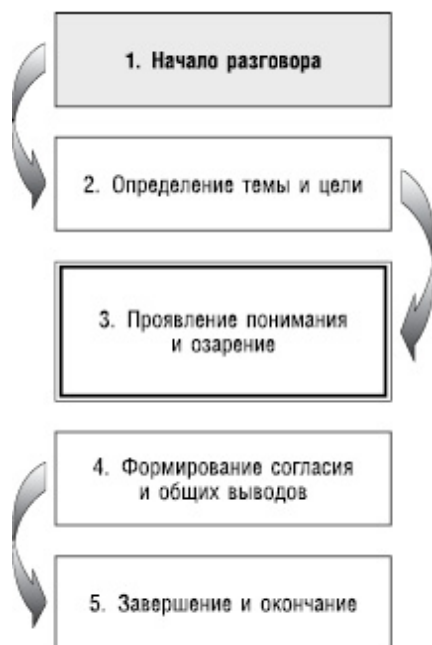 1. Начало разговора
2. Определение темы и цели
3. Проявление понимания
и озарение
4. Формирование согласия
и общих выводов
5. Завершение и окончание